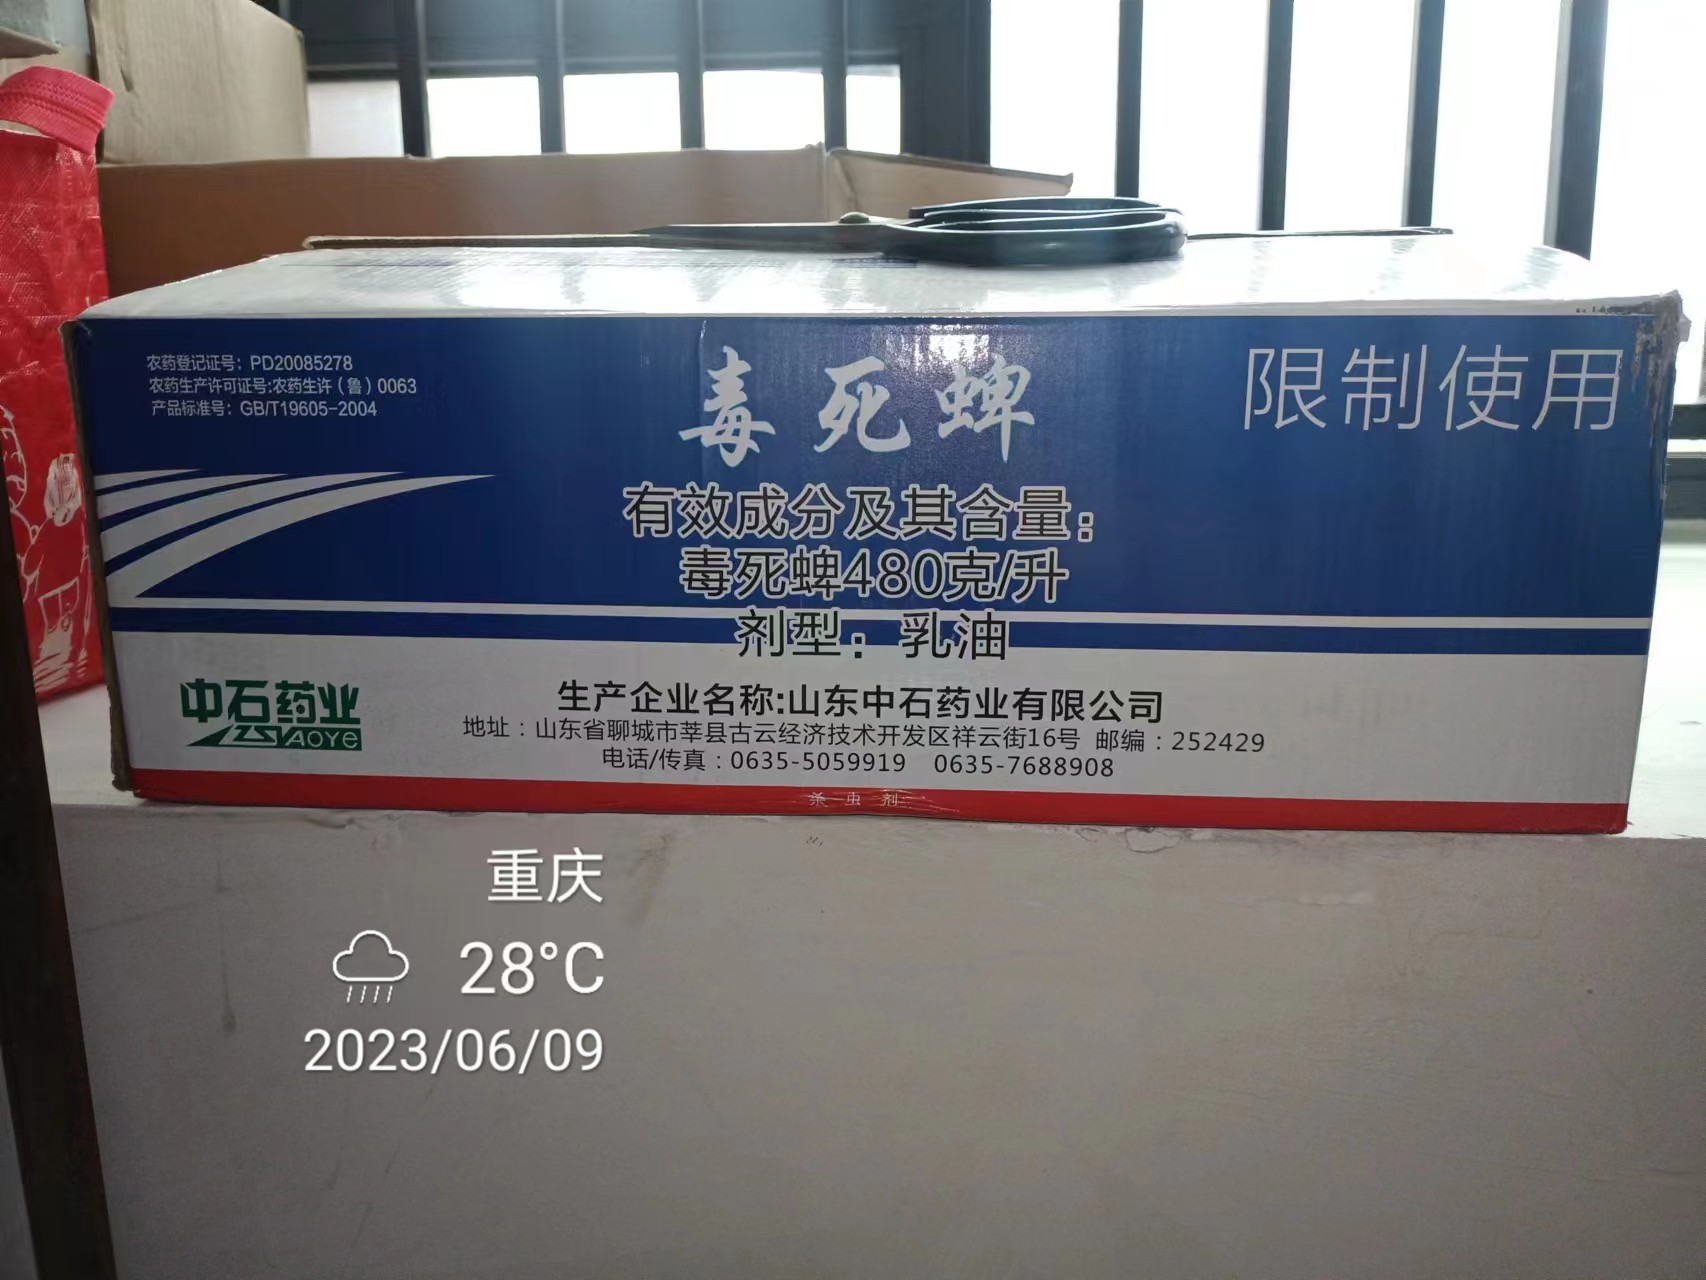 农药登记证号：PD20085278
农药生产许可证号:农药生许（鲁）0063
产品标准号：GB/T19605-2004
毒死蜱
限制使用
有效成分及其含量：
毒死蜱480克/升
剂型：乳油
中石药业
YAOYE
生产企业名称:山东中石药业有限公司
地址：山东省聊城市莘县古云经济技术开发区祥云街16号 邮编：252429
电话/传真：0635-5059919 0635-7688908
杀虫剂
重庆
28°C
2023/06/09